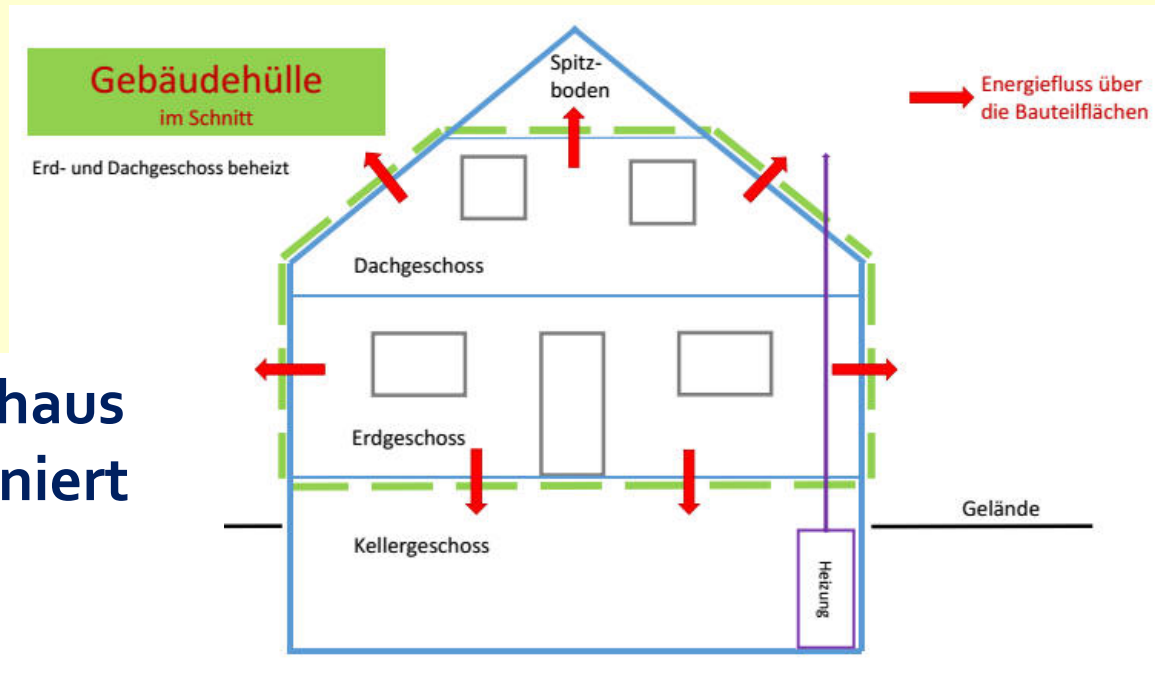 Gebäudehülle
im Schnitt
Erd- und Dachgeschoss beheizt
Spitz-
boden
Energiefluss über
die Bauteilflächen
Dachgeschoss
haus
niert
Erdgeschoss
Gelände
Kellergeschoss
Heizung